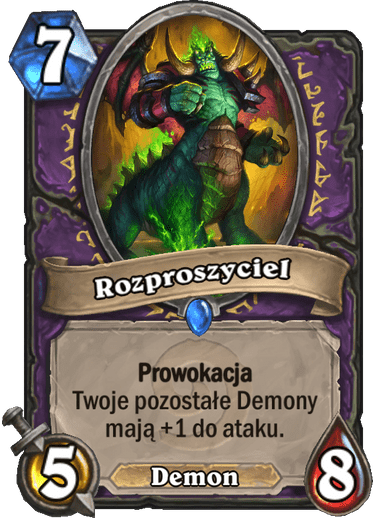 7
Rozproszyciel
Prowokacja
Twoje pozostałe Demony
mają +1 do ataku.
5
Demon
8